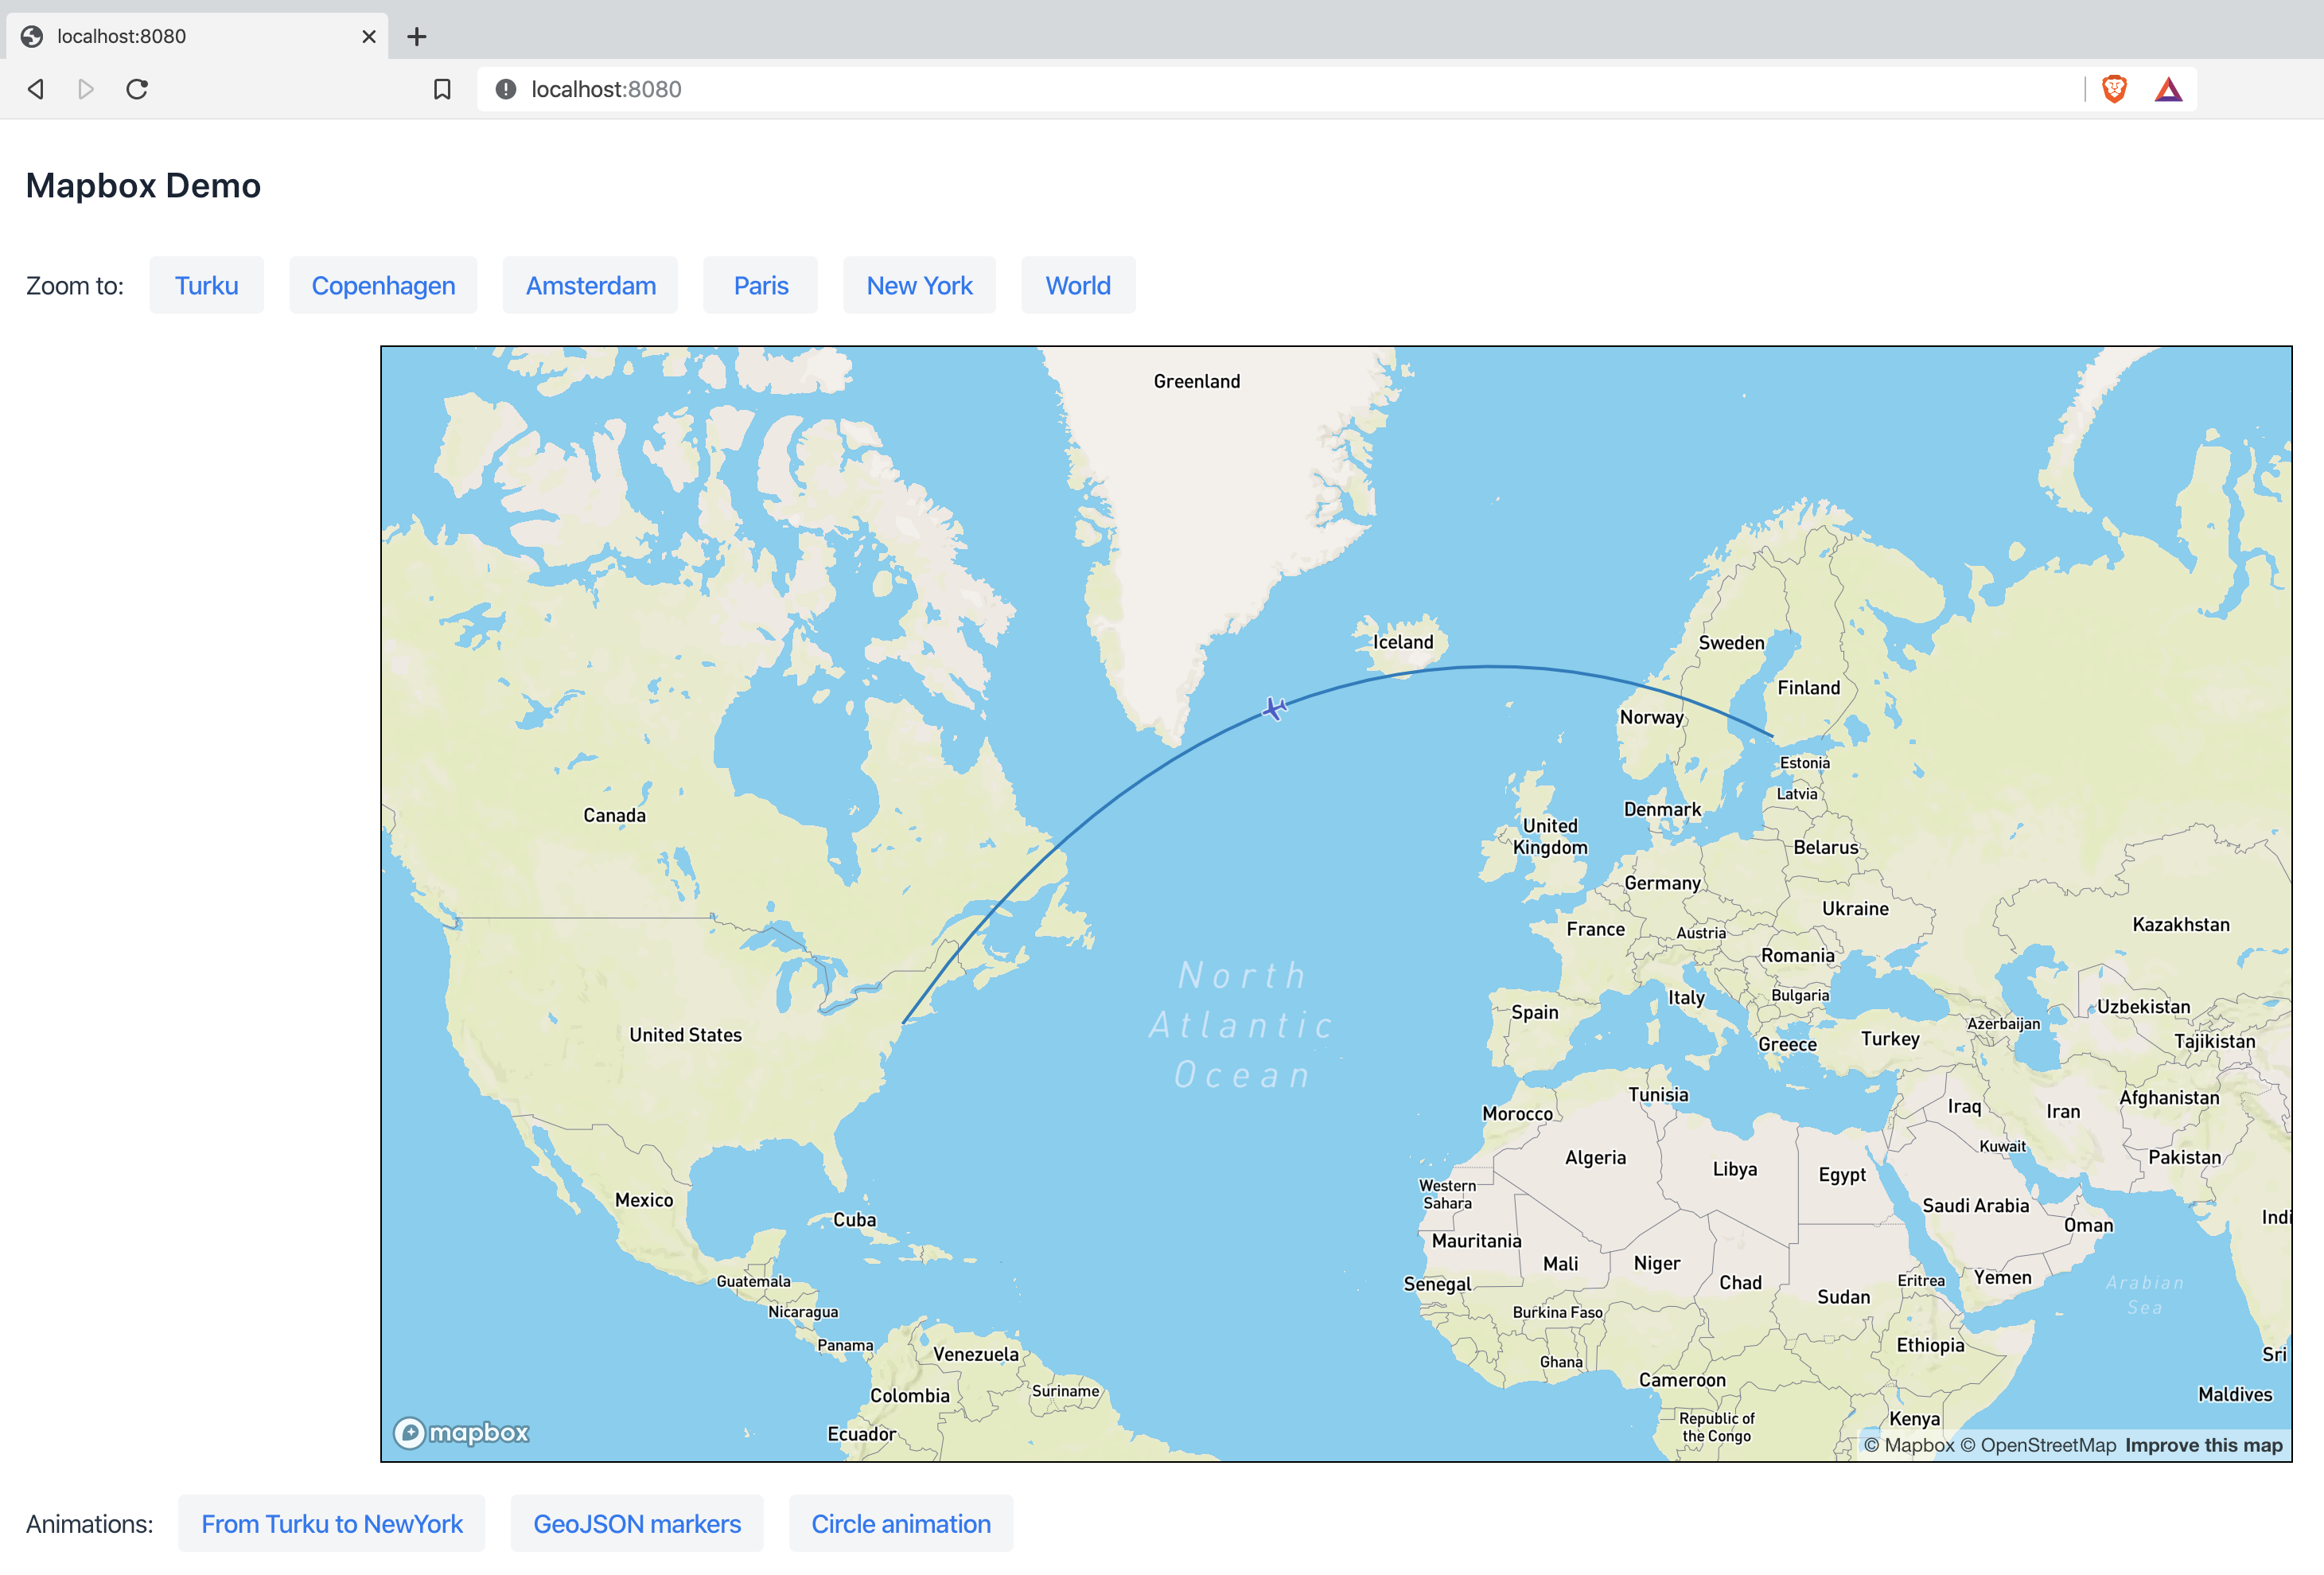 localhost:8080
localhost:8080
Mapbox Demo
Zoom to: Turku Copenhagen Amsterdam Paris New York World
Greenland
Iceland
Sweden
Finland
Norway
Estonia
Latvia
Denmark
Canada
United
Kingdom
Belarus
Germany
Ukraine
Kazakhstan
France
Austria
Romania
North
Atlantic
Ocean
Italy
Bulgaria
Uzbekistan
Spain
Azerbaijan
United States
Greece
Turkey
Tajikistan
Tunisia
Afghanistan
Morocco
Iraq
Iran
Kuwait
Algeria
Libya
Egypt
Pakistan
Western
Sahara
Mexico
Saudi Arabia
Cuba
Oman
Indi
Mauritania
Mali
Niger
Guatemala
Senegal
Chad
Eritrea
Yemen
Arabian
Sea
Sudan
Nicaragua
Burkina Faso
Panama
Venezuela
Ethiopia
Ghana
Sri
Colombia
Suriname
Cameroon
Maldives
Ecuador
Republic of
the Congo
Kenya
mapbox
© Mapbox © OpenStreetMap Improve this map
Animations: From Turku to NewYork GeoJSON markers Circle animation